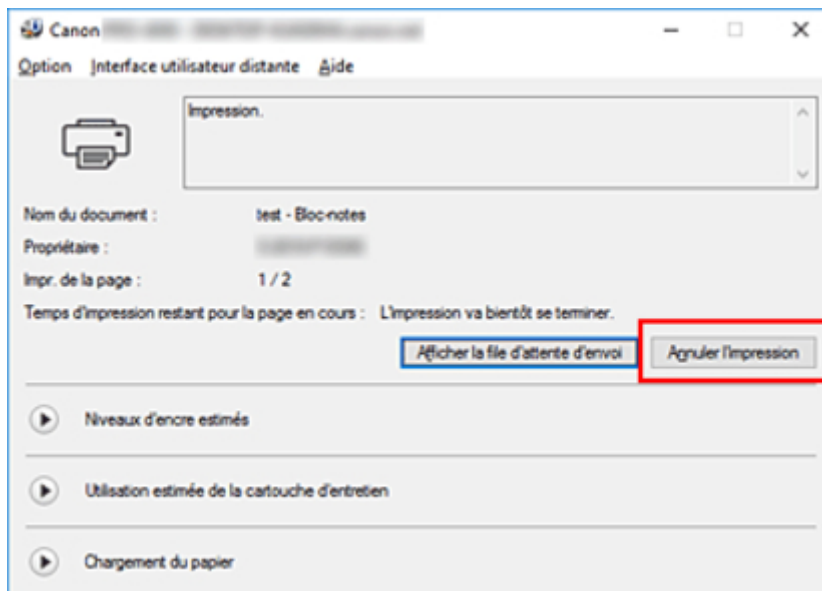 Canon
Option Interface utilisateur distante Aide
Impression.
Nom du document : test - Bloc-notes
Propriétaire :
Impr. de la page : 1 / 2
Temps d'impression restant pour la page en cours : L'impression va bientôt se terminer.
Afficher la file d'attente d'envoi Annuler l'impression
Niveaux d'encre estimés
Utilisation estimée de la cartouche d'entretien
Chargement du papier